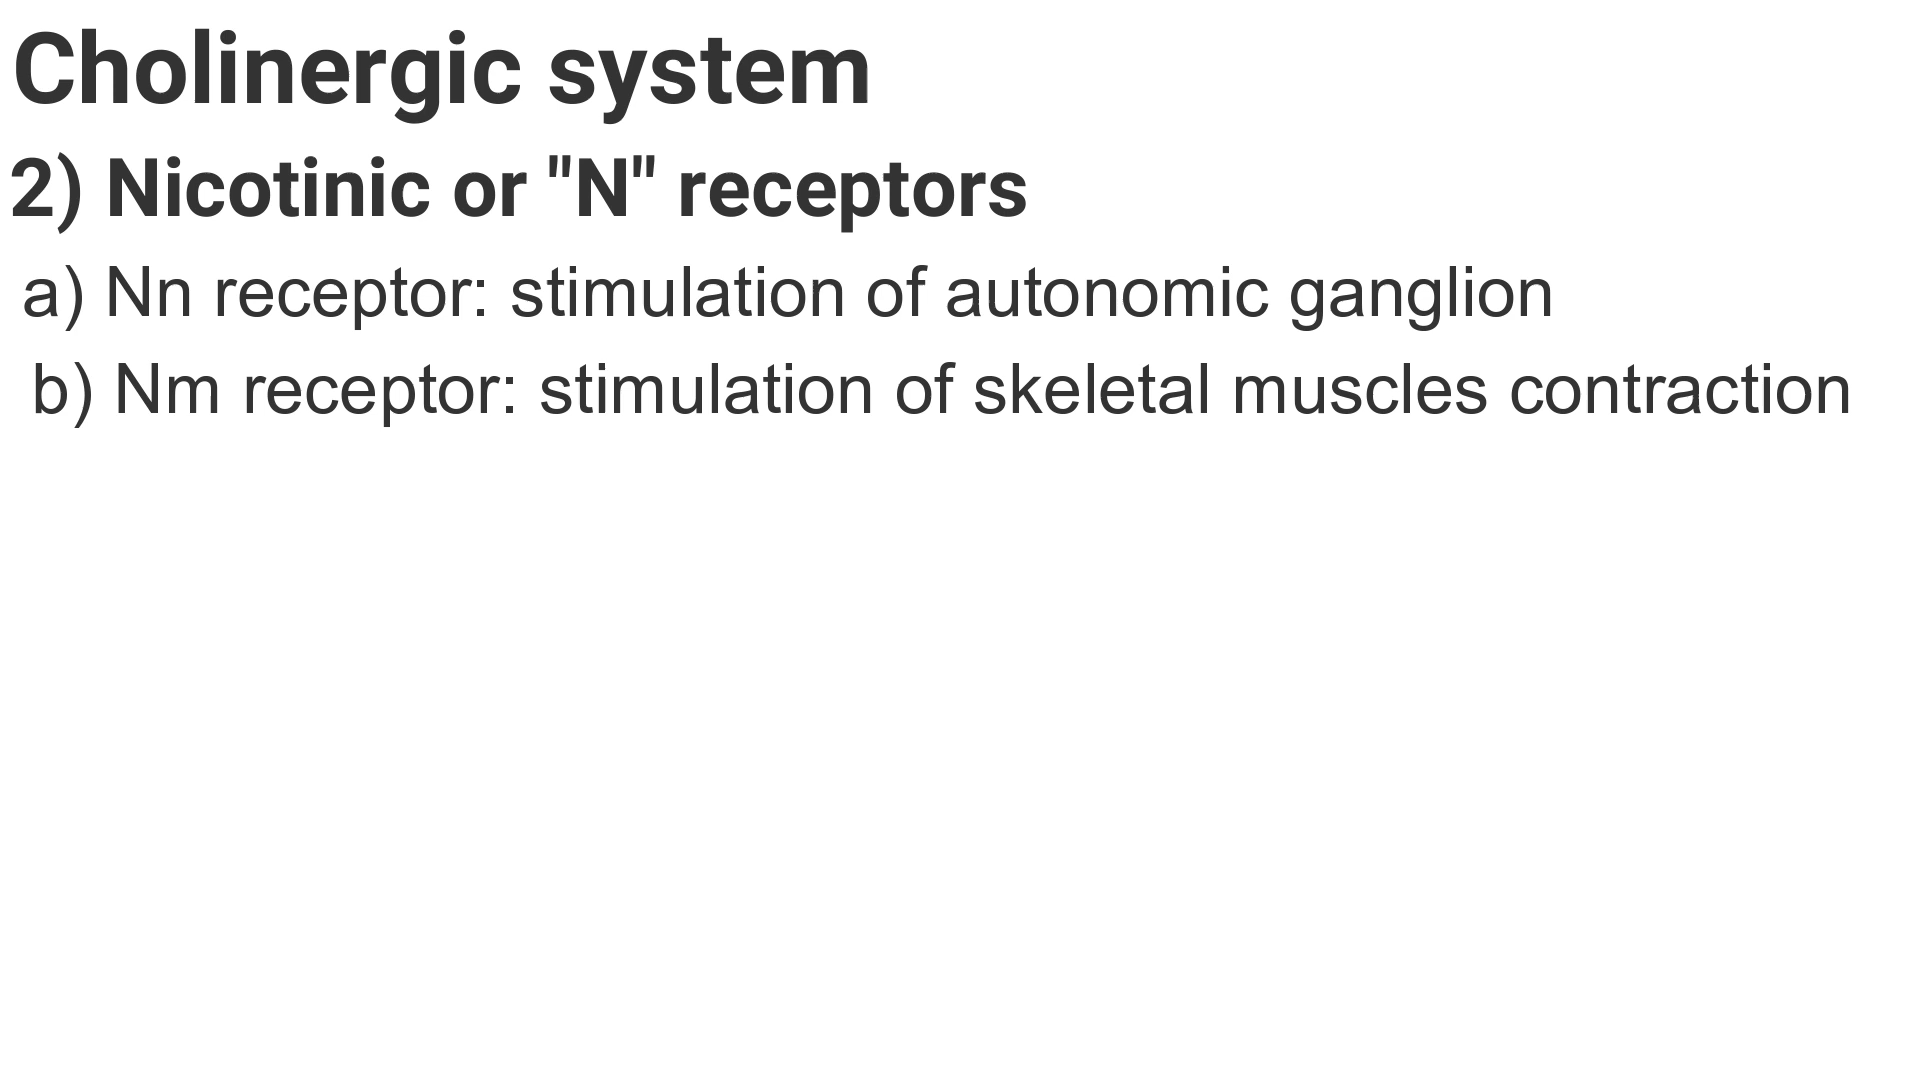 Cholinergic system
2) Nicotinic or "N" receptors
a) Nn receptor: stimulation of autonomic ganglion
b) Nm receptor: stimulation of skeletal muscles contraction